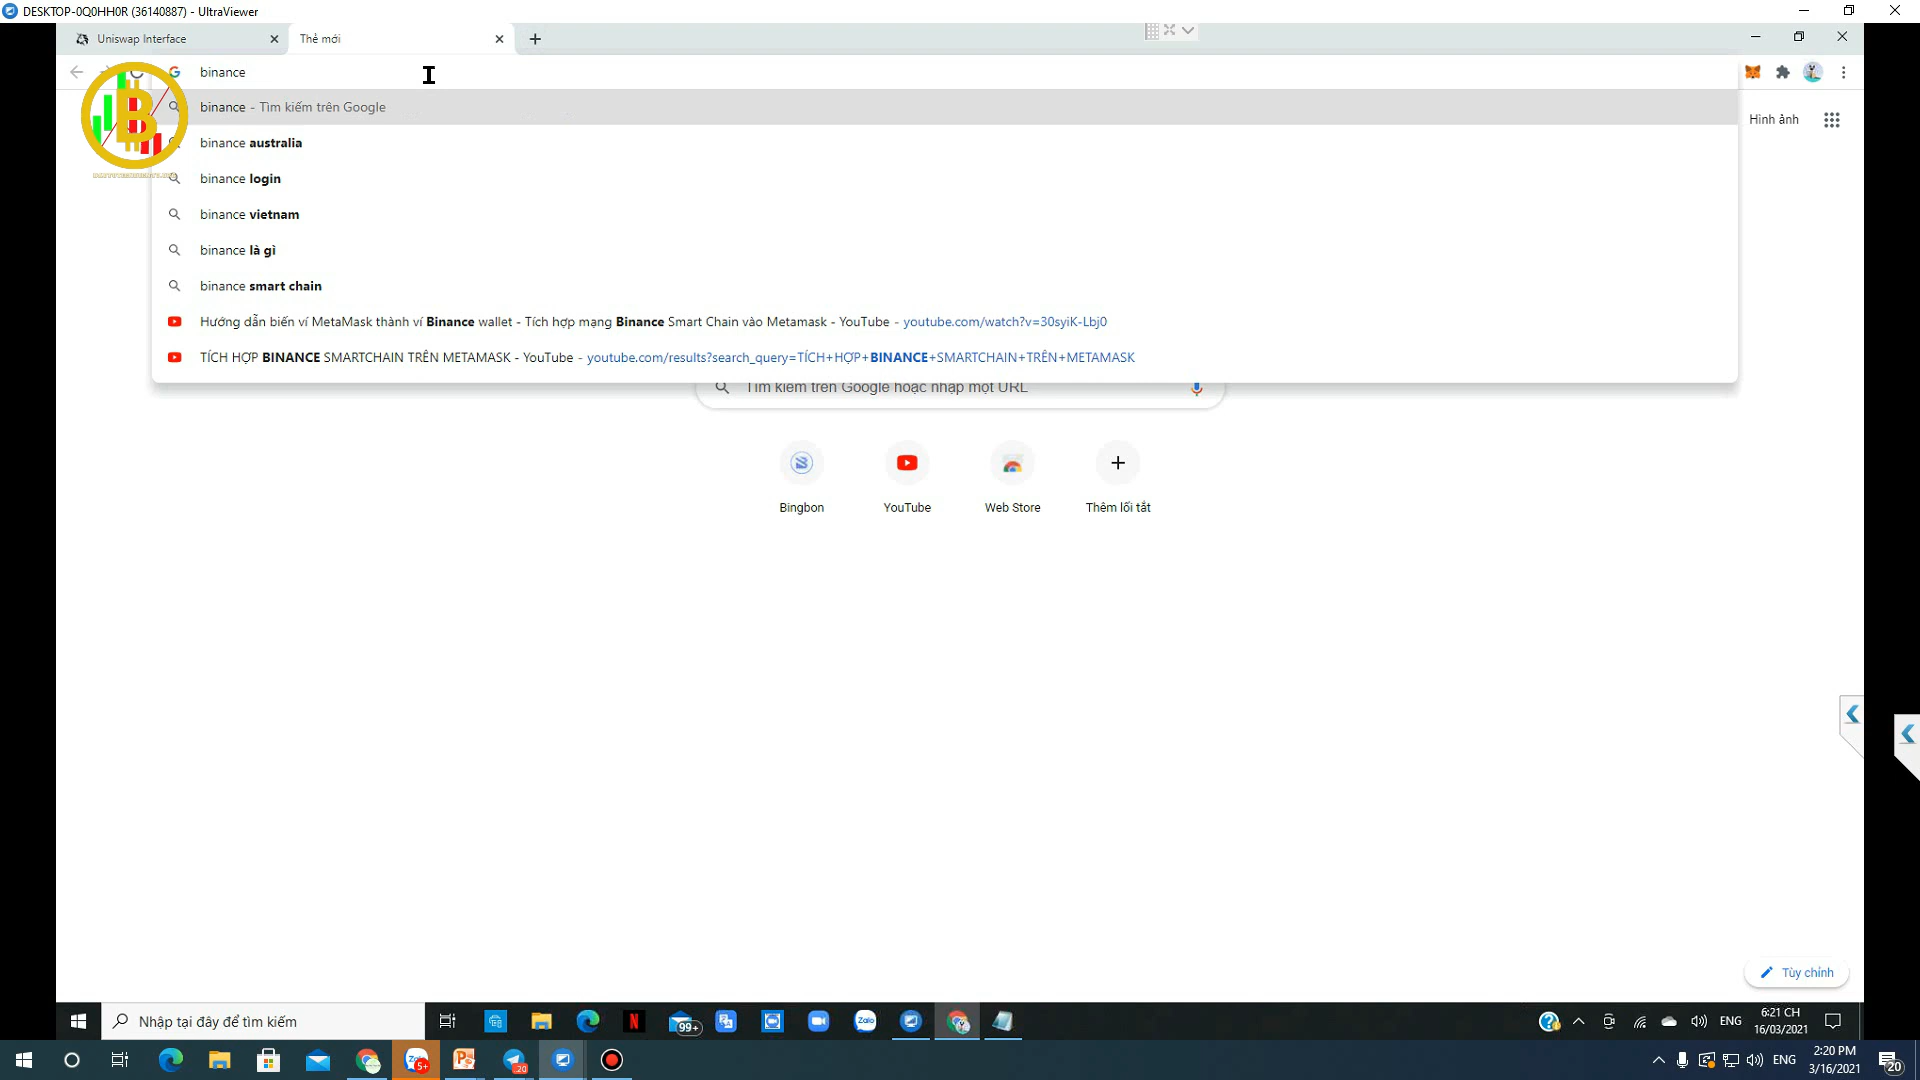 DESKTOP-0Q0HH0R (36140887) - UltraViewer
Uniswap Interface
Thẻ mới
binance
binance - Tìm kiếm trên Google
Hình ảnh
binance australia
binance login
binance vietnam
binance là gì
binance smart chain
Hướng dẫn biến ví MetaMask thành ví Binance wallet - Tích hợp mạng Binance Smart Chain vào Metamask - YouTube - youtube.com/watch?v=30syiK-Lbj0
TÍCH HỢP BINANCE SMARTCHAIN TRÊN METAMASK - YouTube - youtube.com/results?search_query=TÍCH+HỢP+BINANCE+SMARTCHAIN+TRÊN+METAMASK
Tìm kiếm trên Google hoặc nhập một URL
Bingbon
YouTube
Web Store
Thêm lối tắt
Tùy chỉnh
Nhập tại đây để tìm kiếm
99+
Zalo
ENG
6:21 CH
16/03/2021
5+
20
ENG
2:20 PM
3/16/2021
20